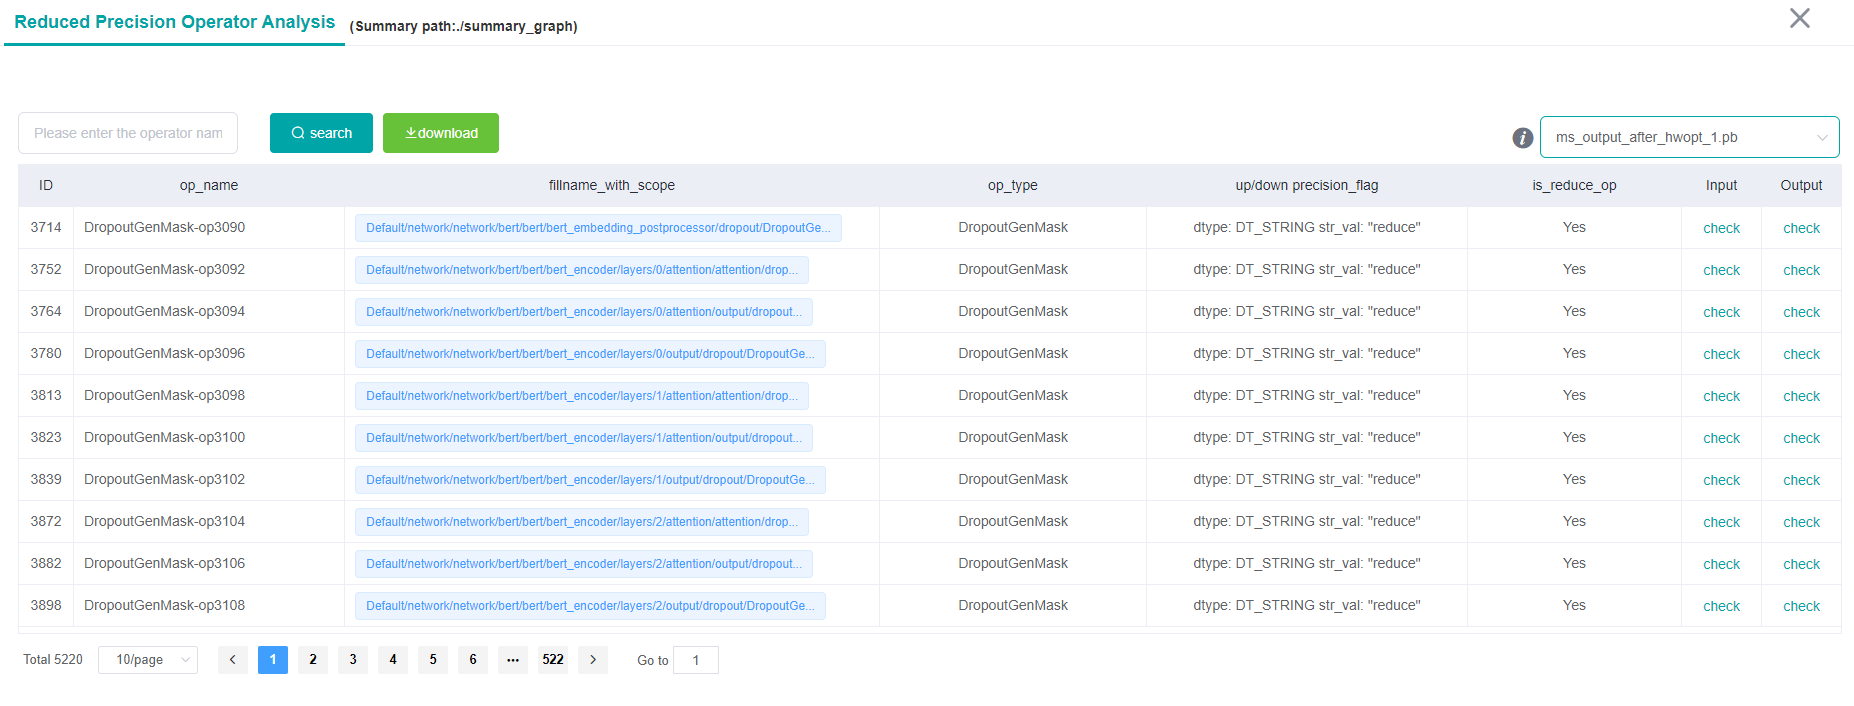 Reduced Precision Operator Analysis (Summary path:./summary_graph)
Please enter the operator nam
search
download
ms_output_after_hwopt_1.pb
ID op_name fillname_with_scope op_type up/down precision_flag is_reduce_op Input Output
3714 DropoutGenMask-op3090 Default/network/network/bert/bert/bert_embedding_postprocessor/dropout/DropoutGe... DropoutGenMask dtype: DT_STRING str_val: "reduce" Yes check check
3752 DropoutGenMask-op3092 Default/network/network/bert/bert/bert_encoder/layers/0/attention/attention/drop... DropoutGenMask dtype: DT_STRING str_val: "reduce" Yes check check
3764 DropoutGenMask-op3094 Default/network/network/bert/bert/bert_encoder/layers/0/attention/output/dropout... DropoutGenMask dtype: DT_STRING str_val: "reduce" Yes check check
3780 DropoutGenMask-op3096 Default/network/network/bert/bert/bert_encoder/layers/0/output/dropout/DropoutGe... DropoutGenMask dtype: DT_STRING str_val: "reduce" Yes check check
3813 DropoutGenMask-op3098 Default/network/network/bert/bert/bert_encoder/layers/1/attention/attention/drop... DropoutGenMask dtype: DT_STRING str_val: "reduce" Yes check check
3823 DropoutGenMask-op3100 Default/network/network/bert/bert/bert_encoder/layers/1/attention/output/dropout... DropoutGenMask dtype: DT_STRING str_val: "reduce" Yes check check
3839 DropoutGenMask-op3102 Default/network/network/bert/bert/bert_encoder/layers/1/output/dropout/DropoutGe... DropoutGenMask dtype: DT_STRING str_val: "reduce" Yes check check
3872 DropoutGenMask-op3104 Default/network/network/bert/bert/bert_encoder/layers/2/attention/attention/drop... DropoutGenMask dtype: DT_STRING str_val: "reduce" Yes check check
3882 DropoutGenMask-op3106 Default/network/network/bert/bert/bert_encoder/layers/2/attention/output/dropout... DropoutGenMask dtype: DT_STRING str_val: "reduce" Yes check check
3898 DropoutGenMask-op3108 Default/network/network/bert/bert/bert_encoder/layers/2/output/dropout/DropoutGe... DropoutGenMask dtype: DT_STRING str_val: "reduce" Yes check check
Total 5220 10/page 1 2 3 4 5 6 ... 522 Go to 1